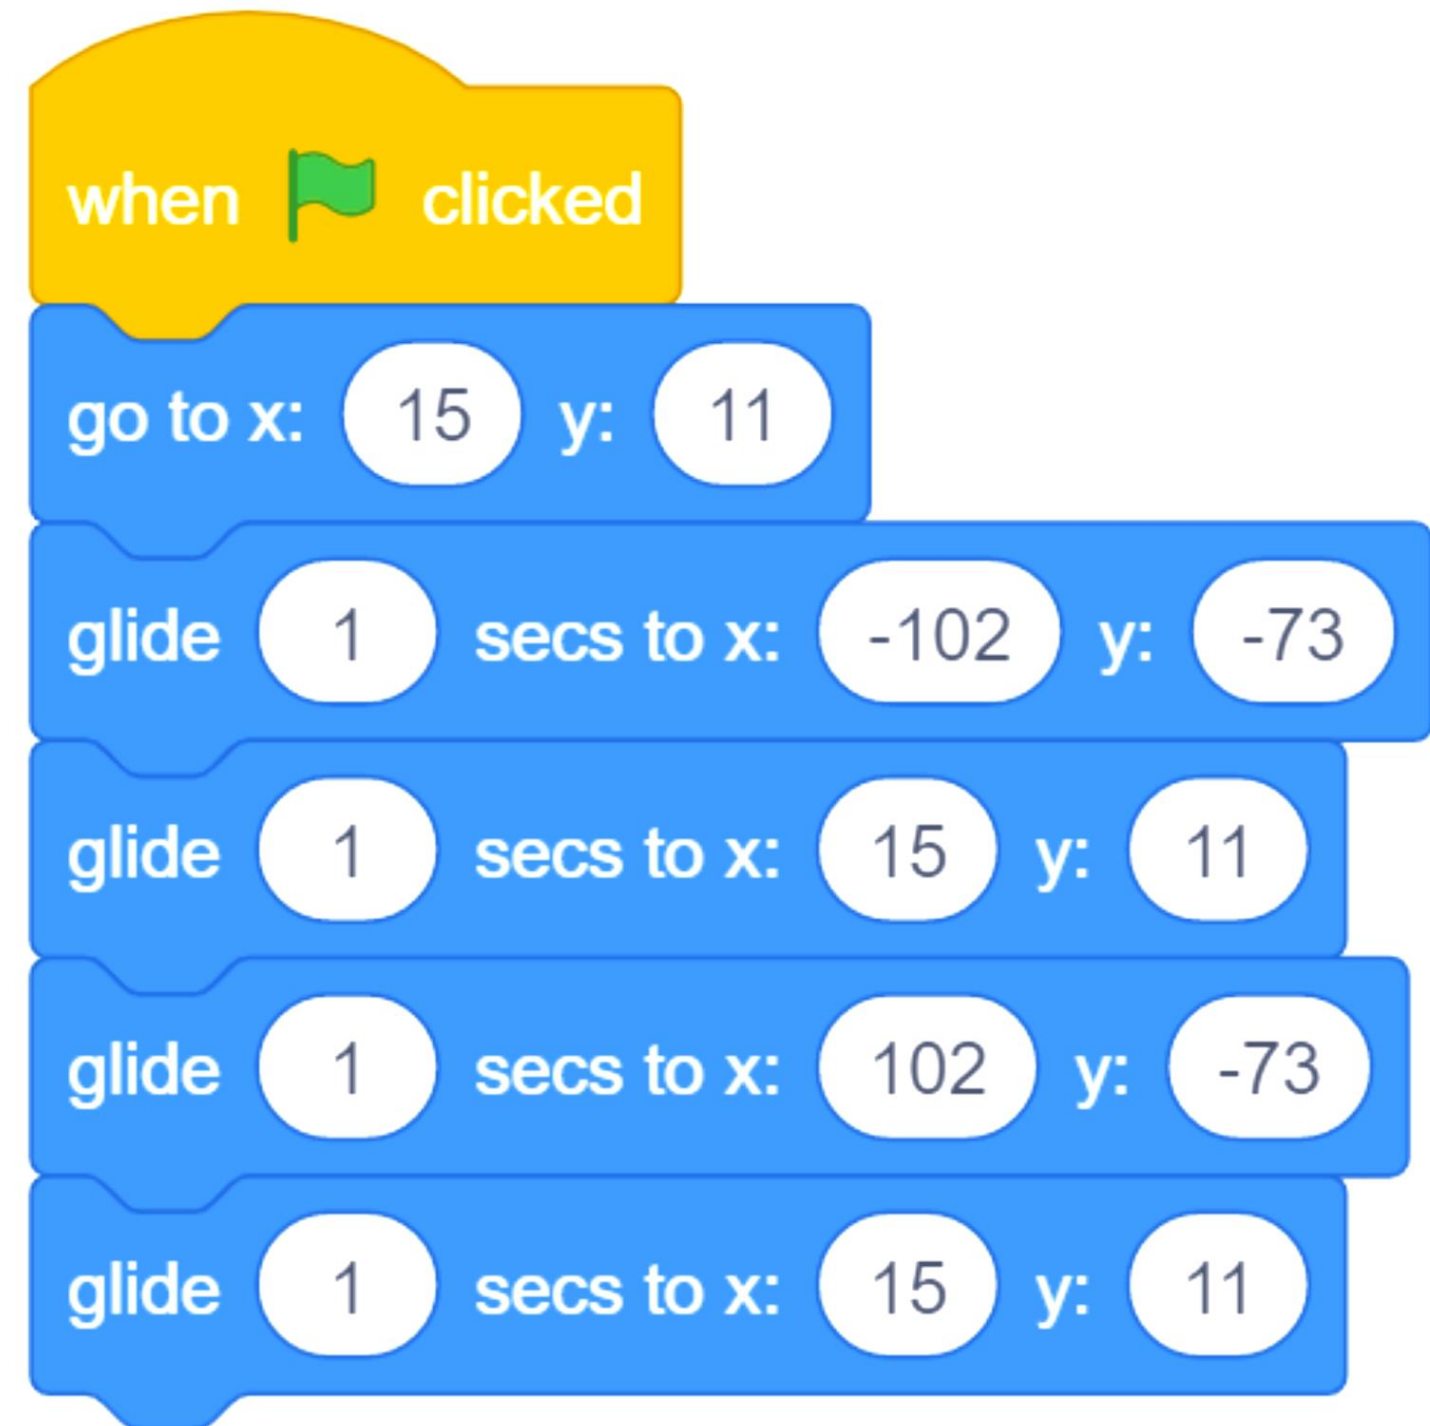 when clicked
go to x: 15 y: 11
glide 1 secs to x: -102 y: -73
glide 1 secs to x: 15 y: 11
glide 1 secs to x: 102 y: -73
glide 1 secs to x: 15 y: 11